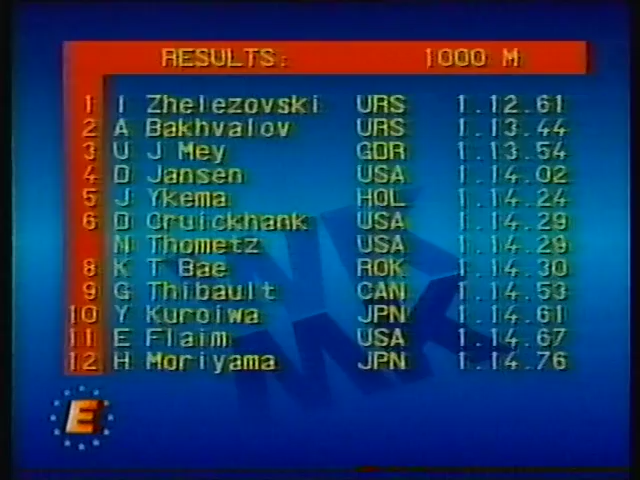 RESULTS: 1000 M
1 I Zhelezovski URS 1.12.61
2 A Bakhvalov URS 1.13.44
3 U J Mey GDR 1.13.54
4 D Jansen USA 1.14.02
5 J Ykema HOL 1.14.24
6 D Cruickhank USA 1.14.29
N Thometz USA 1.14.29
8 K T Bae ROK 1.14.30
9 G Thibault CAN 1.14.53
10 Y Kuroiwa JPN 1.14.61
11 E Flaim USA 1.14.67
12 H Moriyama JPN 1.14.76
E